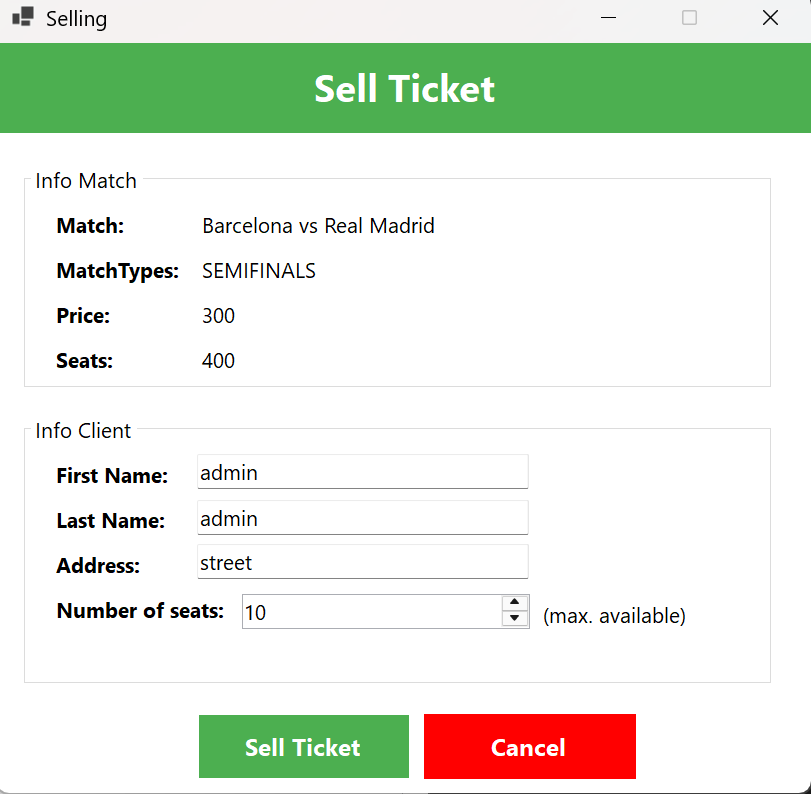 Selling
Sell Ticket
Info Match
Match: Barcelona vs Real Madrid
MatchTypes: SEMIFINALS
Price: 300
Seats: 400
Info Client
First Name: admin
Last Name: admin
Address: street
Number of seats: 10 (max. available)
Sell Ticket Cancel